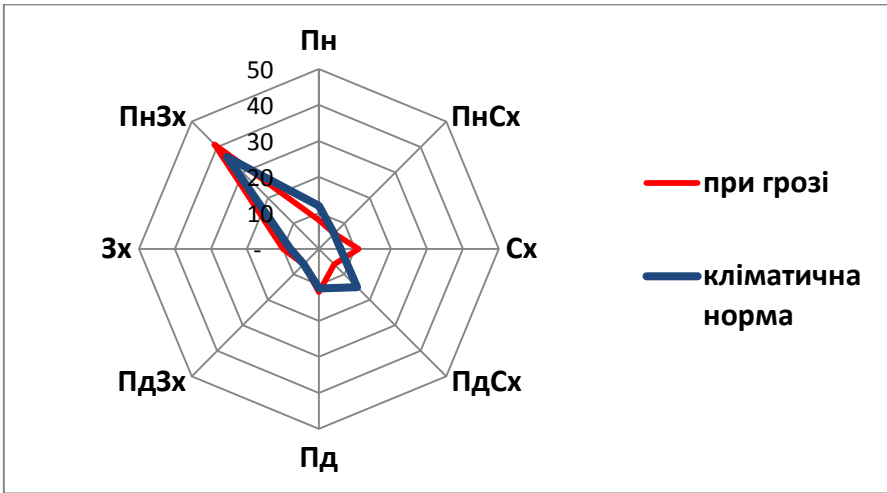 Пн
50
40
30
20
10
-
ПнСх
Сх
ПдСх
Пд
ПдЗх
Зх
ПнЗх
при грозі
кліматична
норма